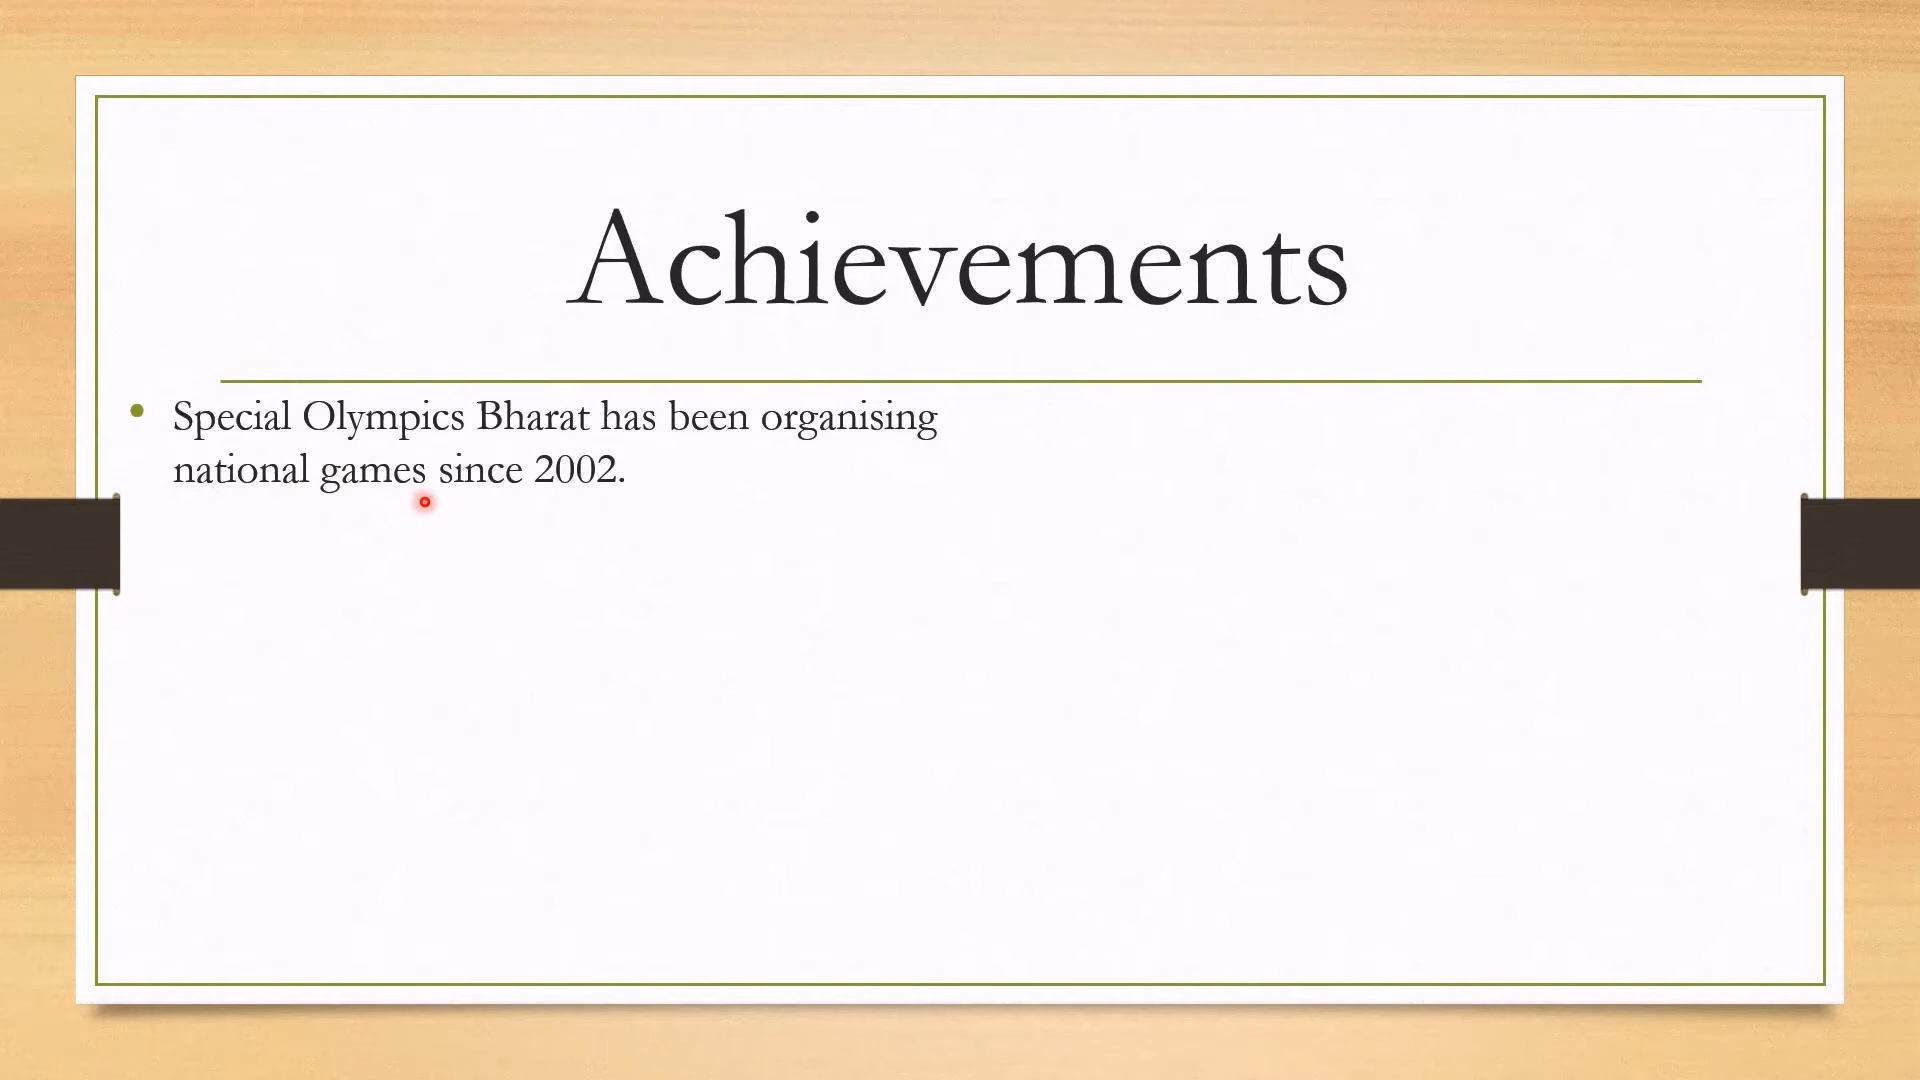 Achievements
Special Olympics Bharat has been organising
national games since 2002.